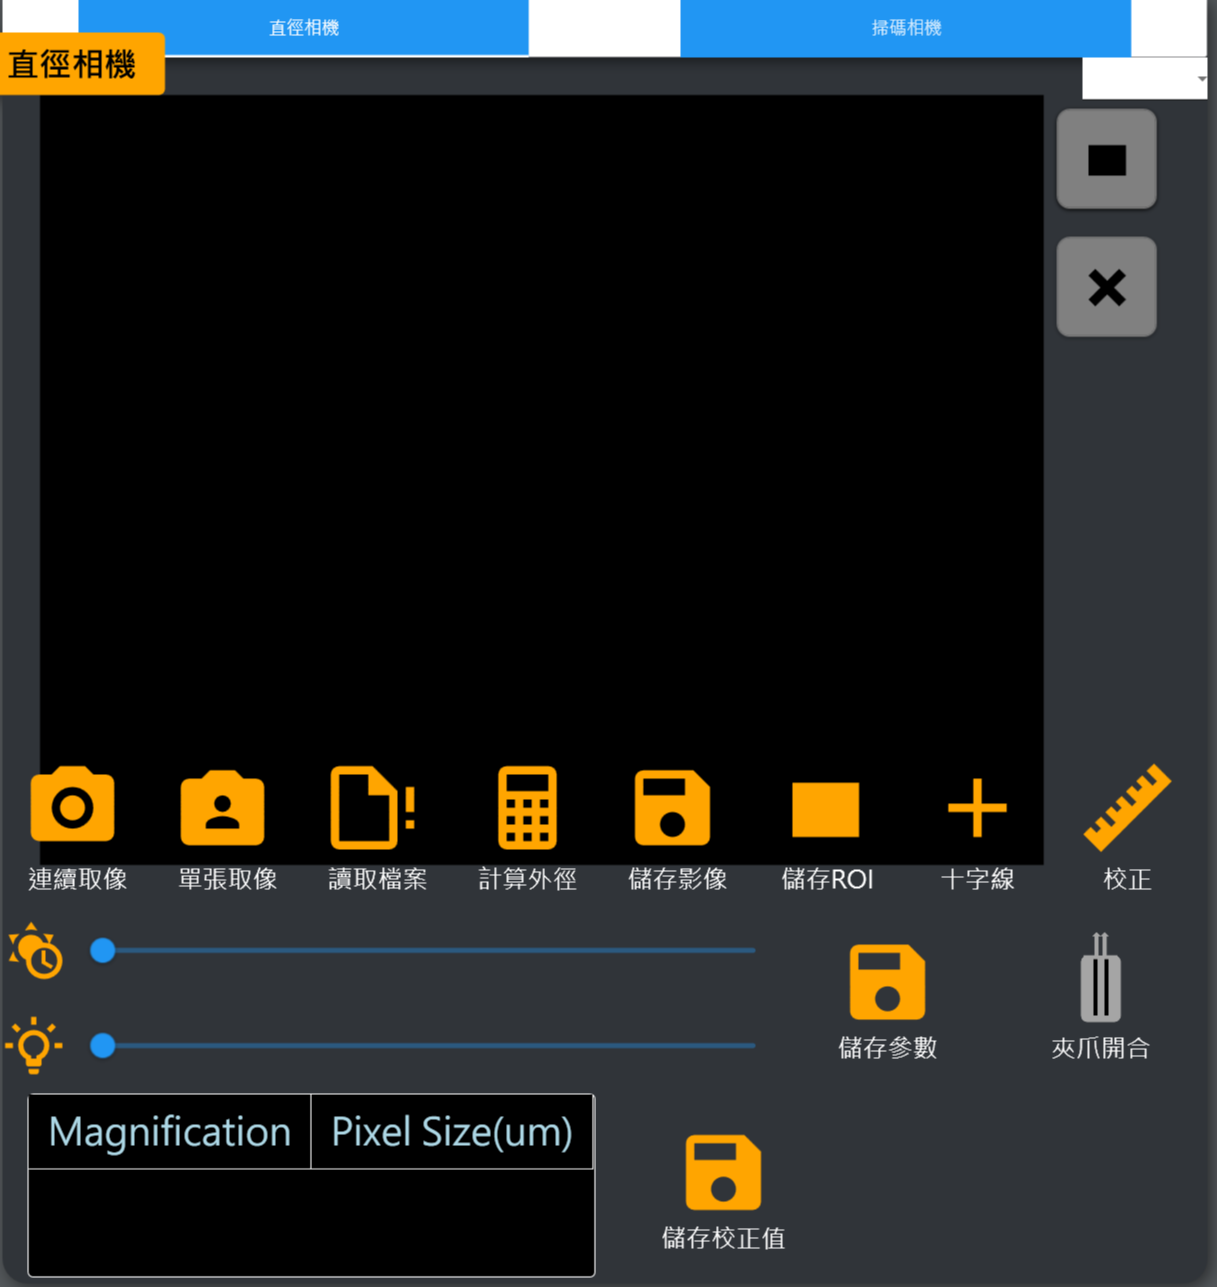 直徑相機
掃碼相機
直徑相機
連續取像
單張取像
讀取檔案
計算外徑
儲存影像
儲存ROI
十字線
校正
儲存參數
夾爪開合
Magnification
Pixel Size(um)
儲存校正值